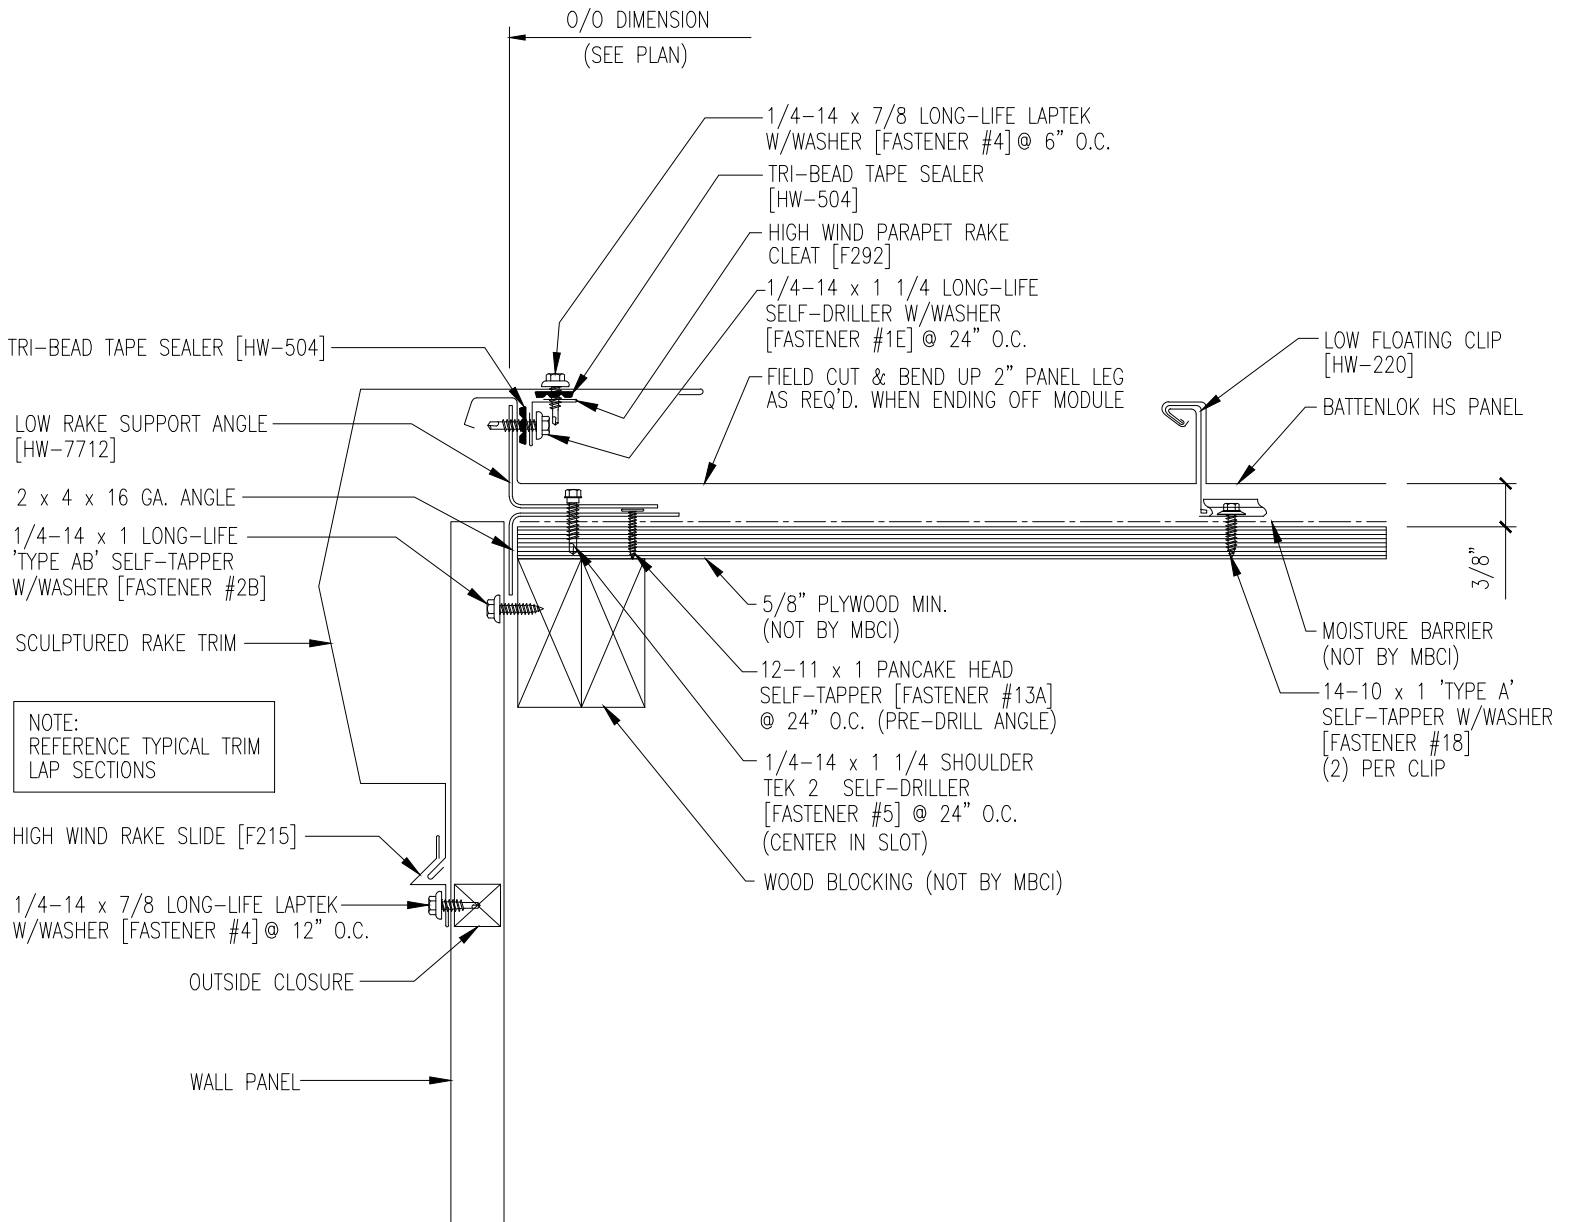 O/O DIMENSION
(SEE PLAN)
1/4-14 x 7/8 LONG-LIFE LAPTEK
W/WASHER [FASTENER #4] @ 6" O.C.
TRI-BEAD TAPE SEALER
[HW-504]
HIGH WIND PARAPET RAKE
CLEAT [F292]
1/4-14 x 1 1/4 LONG-LIFE
SELF-DRILLER W/WASHER
[FASTENER #1E] @ 24" O.C.
FIELD CUT & BEND UP 2" PANEL LEG
AS REQ'D. WHEN ENDING OFF MODULE
LOW FLOATING CLIP
[HW-220]
BATTENLOK HS PANEL
TRI-BEAD TAPE SEALER [HW-504]
LOW RAKE SUPPORT ANGLE
[HW-7712]
2 x 4 x 16 GA. ANGLE
1/4-14 x 1 LONG-LIFE
'TYPE AB' SELF-TAPPER
W/WASHER [FASTENER #2B]
SCULPTURED RAKE TRIM
NOTE:
REFERENCE TYPICAL TRIM
LAP SECTIONS
HIGH WIND RAKE SLIDE [F215]
1/4-14 x 7/8 LONG-LIFE LAPTEK
W/WASHER [FASTENER #4] @ 12" O.C.
OUTSIDE CLOSURE
WALL PANEL
5/8" PLYWOOD MIN.
(NOT BY MBCI)
12-11 x 1 PANCAKE HEAD
SELF-TAPPER [FASTENER #13A]
@ 24" O.C. (PRE-DRILL ANGLE)
1/4-14 x 1 1/4 SHOULDER
TEK 2 SELF-DRILLER
[FASTENER #5] @ 24" O.C.
(CENTER IN SLOT)
WOOD BLOCKING (NOT BY MBCI)
3/8"
MOISTURE BARRIER
(NOT BY MBCI)
14-10 x 1 'TYPE A'
SELF-TAPPER W/WASHER
[FASTENER #18]
(2) PER CLIP